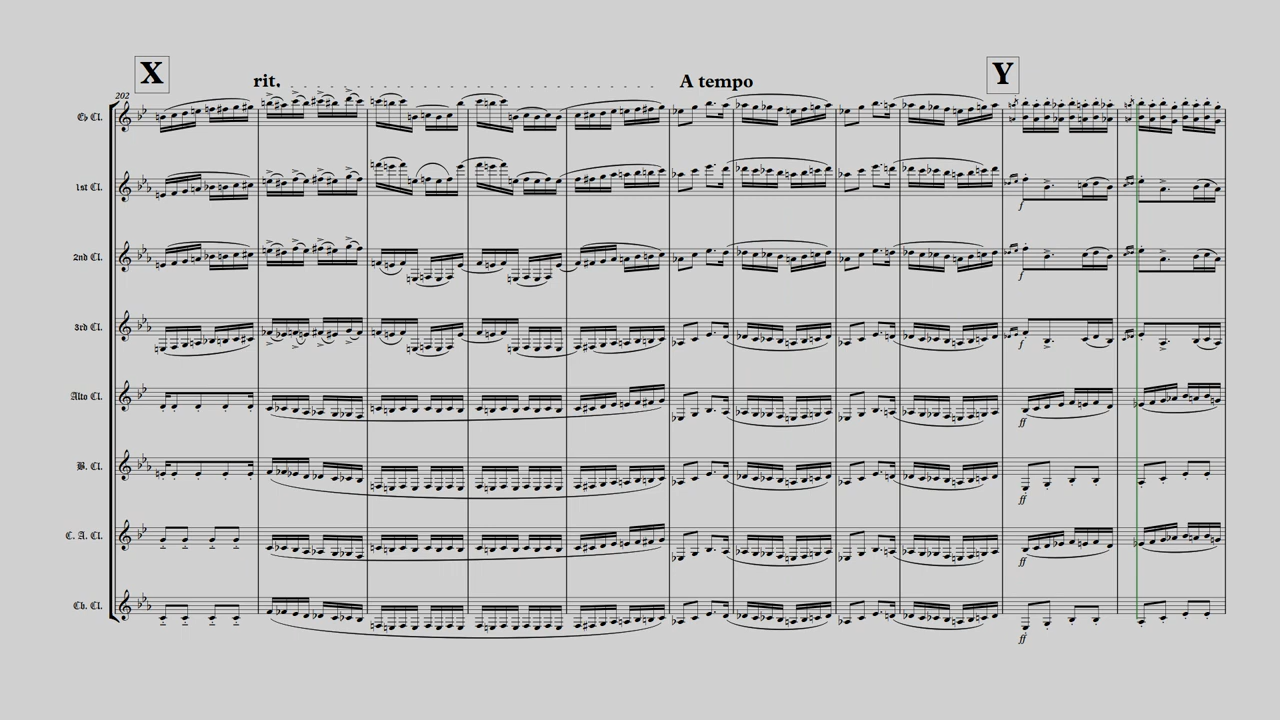 X
rit.
A tempo
Y
202
E♭ Cl.
1st Cl.
f
2nd Cl.
f
3rd Cl.
f
Alto Cl.
ff
B. Cl.
ff
C. A. Cl.
ff
Cb. Cl.
ff